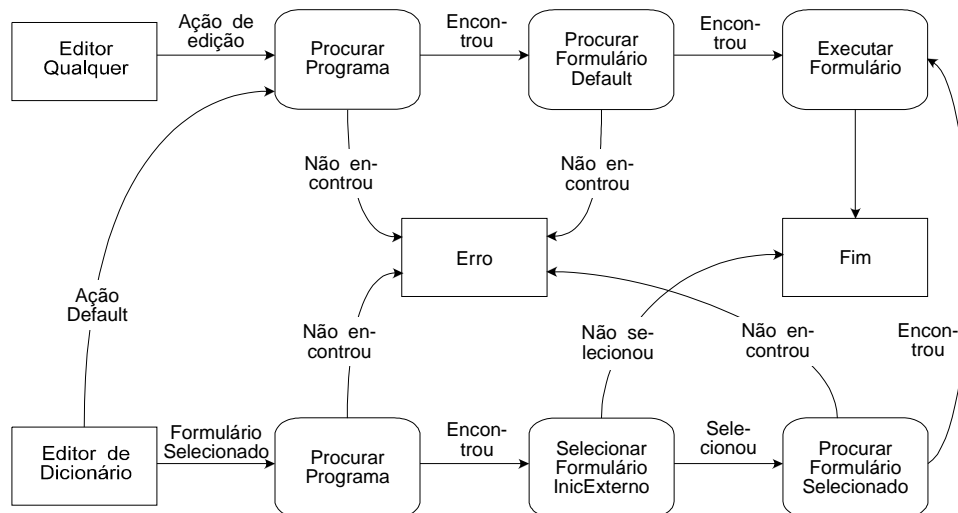 Editor
Qualquer
Ação de
edição
Procurar
Programa
Encon-
trou
Procurar
Formulário
Default
Encon-
trou
Executar
Formulário
Não en-
controu
Não en-
controu
Erro
Fim
Ação
Default
Não en-
controu
Não se-
lecionou
Não en-
controu
Encon-
trou
Editor de
Dicionário
Formulário
Selecionado
Procurar
Programa
Encon-
trou
Selecionar
Formulário
InicExterno
Sele-
cionou
Procurar
Formulário
Selecionado